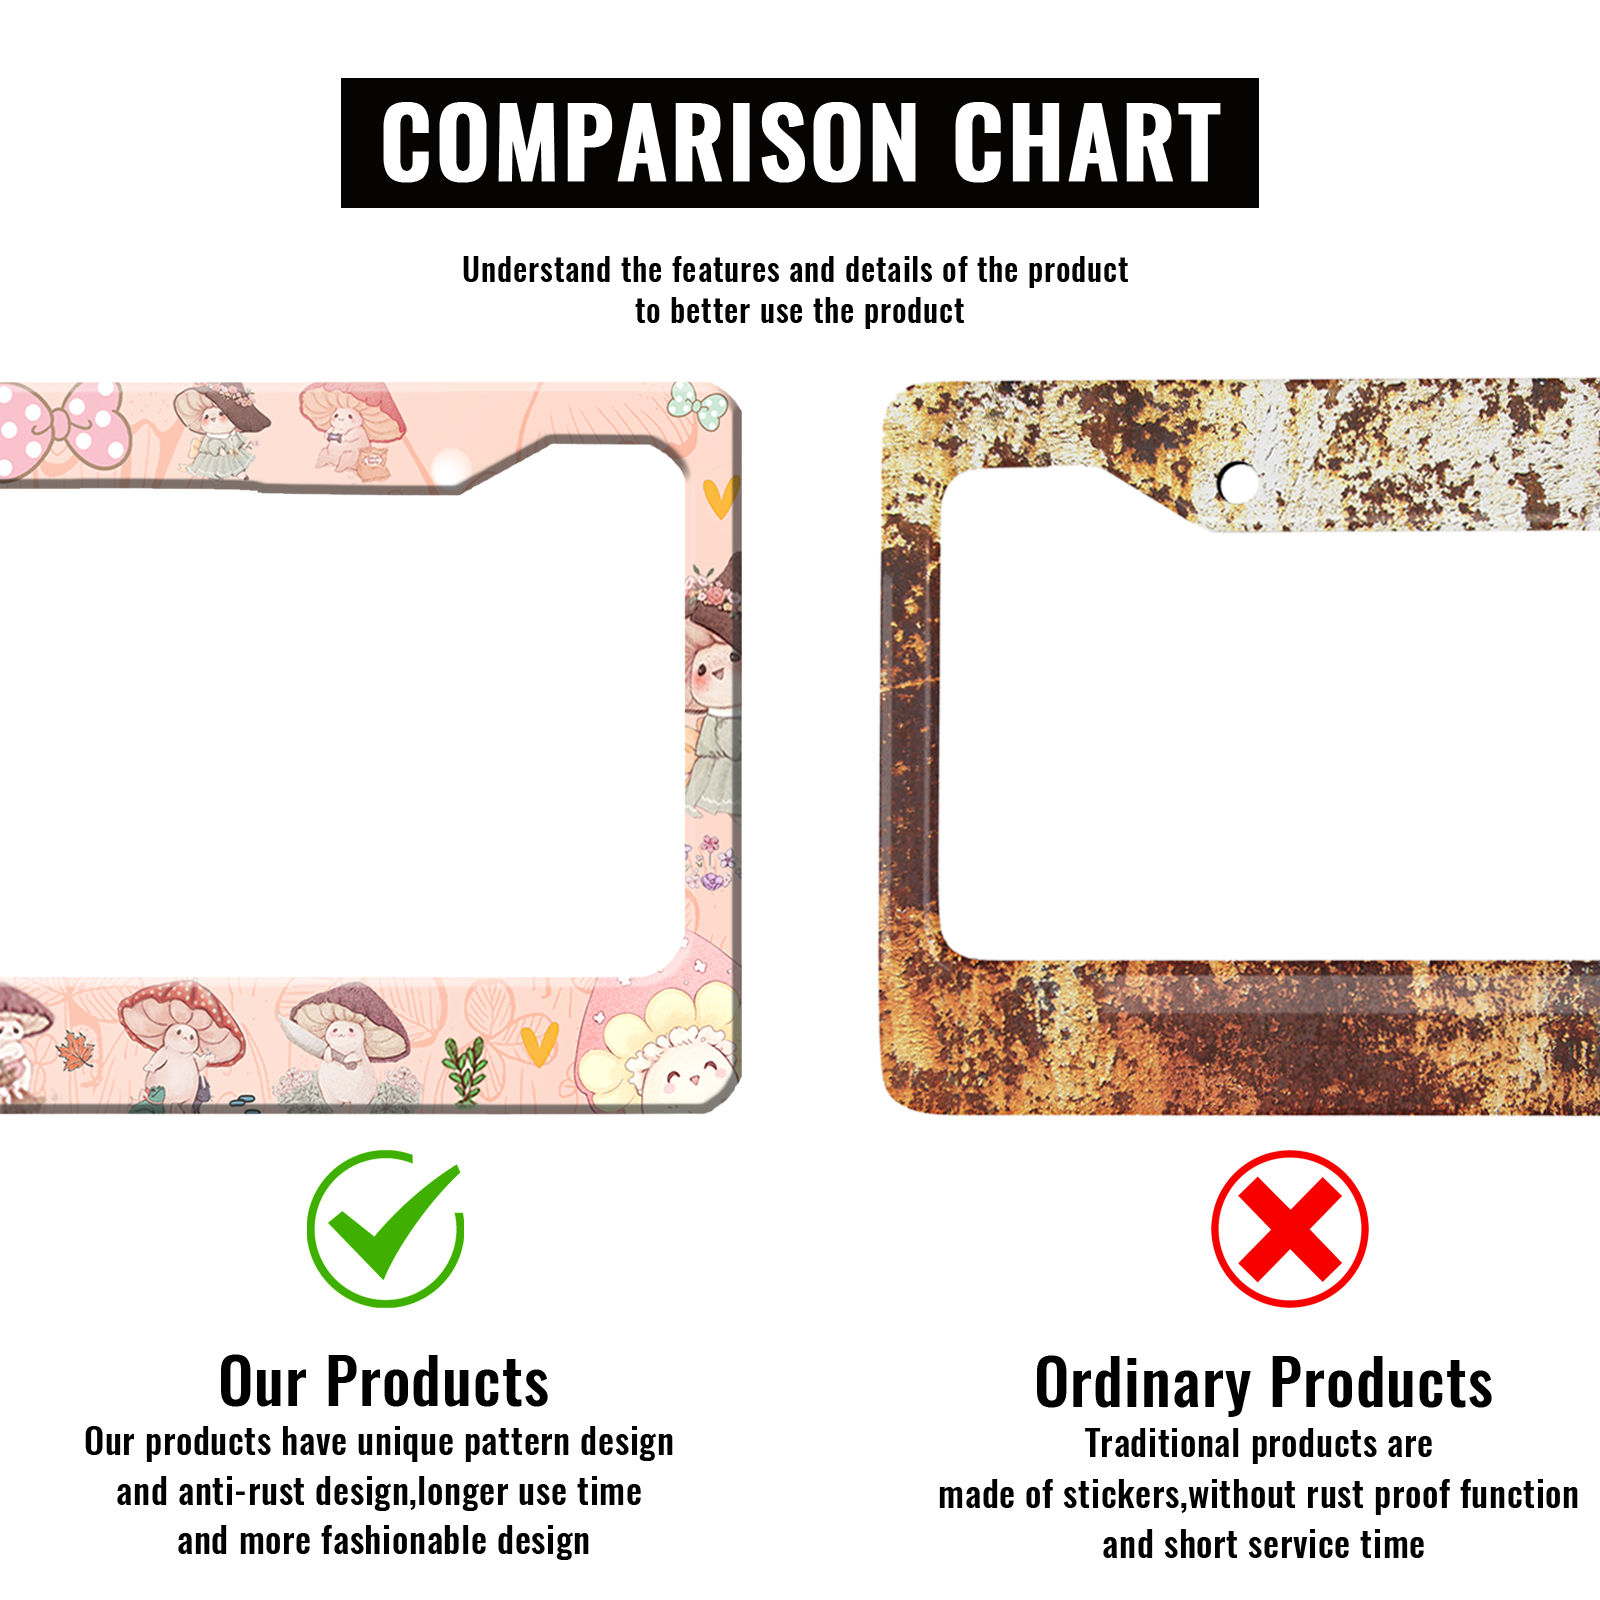 COMPARISON CHART
Understand the features and details of the product
to better use the product
Our Products
Our products have unique pattern design
and anti-rust design,longer use time
and more fashionable design
Ordinary Products
Traditional products are
made of stickers,without rust proof function
and short service time